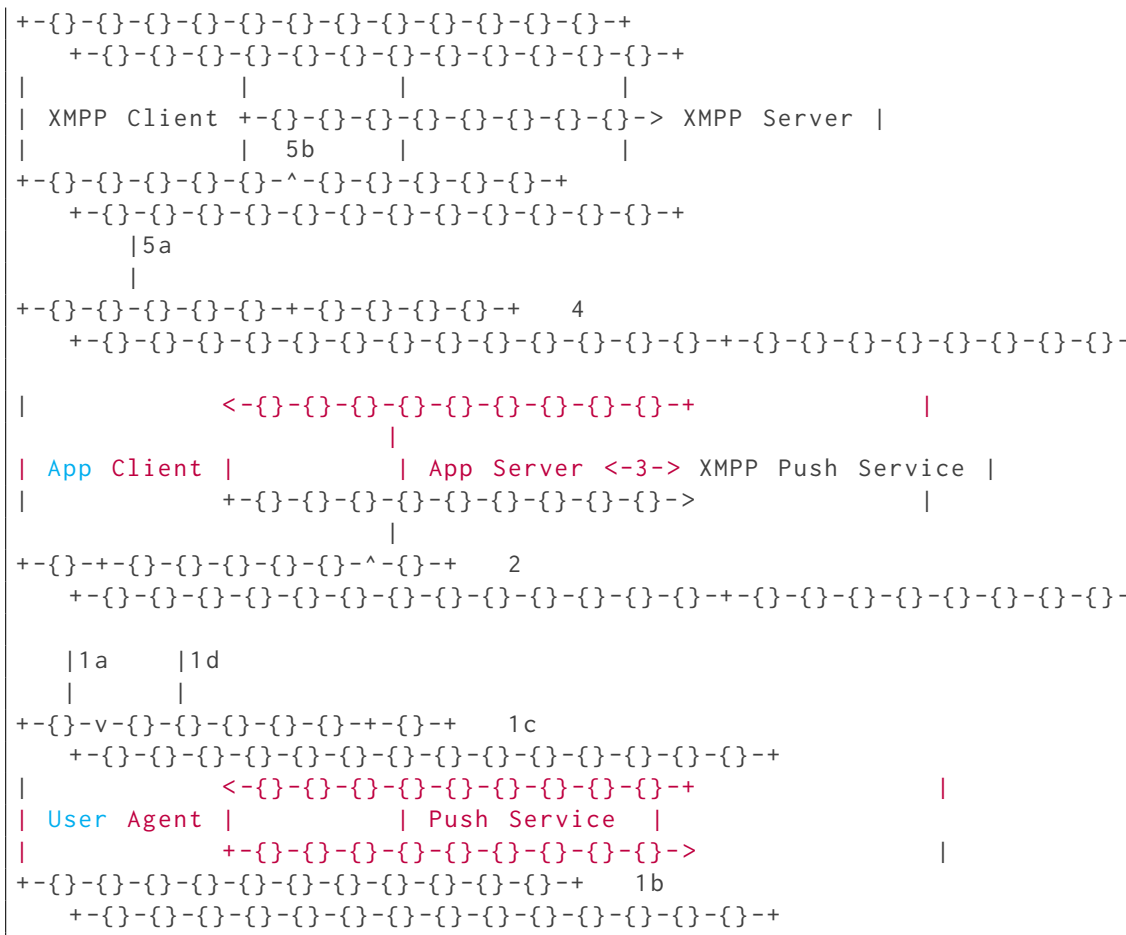 +-{}-{}-{}-{}-{}-{}-{}-{}-{}-{}-{}-+
+-{}-{}-{}-{}-{}-{}-{}-{}-{}-{}-{}-+
| | | |
| XMPP Client +-{}-{}-{}-{}-{}-{}-{}-{}-> XMPP Server |
| | 5b | |
+-{}-{}-{}-{}-{}-^-{}-{}-{}-{}-{}-+
+-{}-{}-{}-{}-{}-{}-{}-{}-{}-{}-{}-+
|5a
|
+-{}-{}-{}-{}-{}-+-{}-{}-{}-{}-+ 4
+-{}-{}-{}-{}-{}-{}-{}-{}-{}-{}-{}-{}-+-{}-{}-{}-{}-{}-{}-{}-
| <-{}-{}-{}-{}-{}-{}-{}-{}-{}-+ |
|
| App Client | | App Server <-3-> XMPP Push Service |
| +-{}-{}-{}-{}-{}-{}-{}-{}-{}-> |
|
+-{}-+-{}-{}-{}-{}-{}-^-{}-+ 2
+-{}-{}-{}-{}-{}-{}-{}-{}-{}-{}-{}-{}-+-{}-{}-{}-{}-{}-{}-{}-
|1a |1d
| |
+-{}-v-{}-{}-{}-{}-{}-+-{}-+ 1c
+-{}-{}-{}-{}-{}-{}-{}-{}-{}-{}-{}-{}-{}-+
| <-{}-{}-{}-{}-{}-{}-{}-{}-{}-+ |
| User Agent | | Push Service |
| +-{}-{}-{}-{}-{}-{}-{}-{}-{}-> |
+-{}-{}-{}-{}-{}-{}-{}-{}-{}-{}-+ 1b
+-{}-{}-{}-{}-{}-{}-{}-{}-{}-{}-{}-{}-{}-+